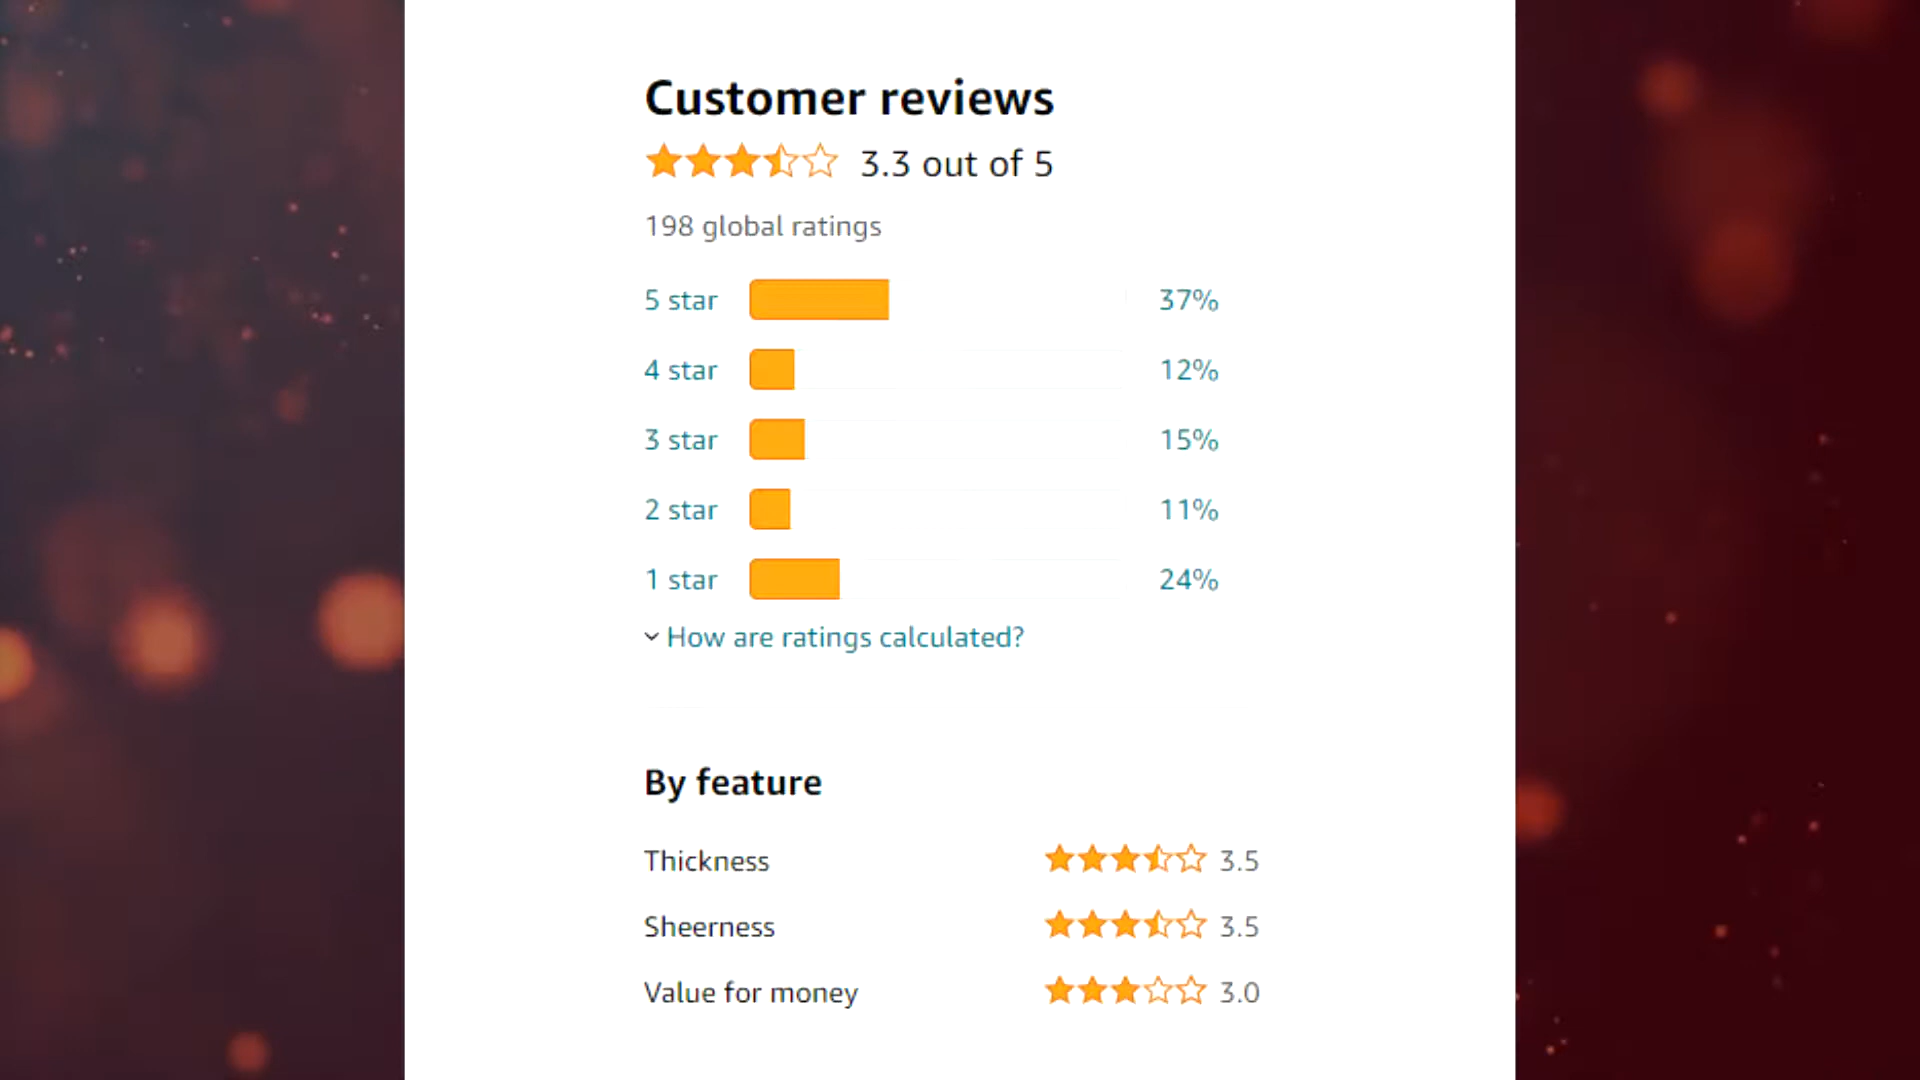 Customer reviews
3.3 out of 5
198 global ratings
5 star 37%
4 star 12%
3 star 15%
2 star 11%
1 star 24%
How are ratings calculated?
By feature
Thickness 3.5
Sheerness 3.5
Value for money 3.0